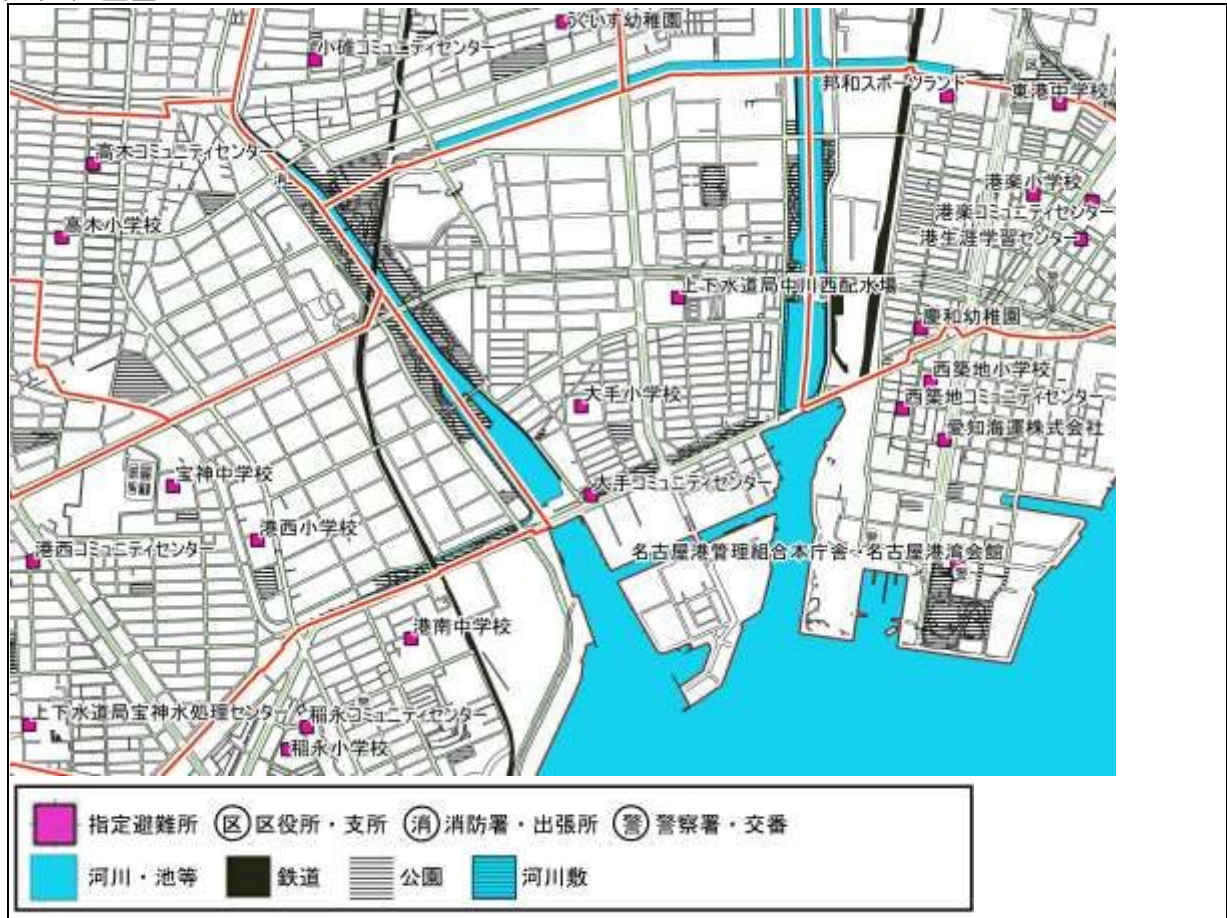 うぐいす幼稚園
小碓コミュニティセンター
区
邦和スポーツランド
東港中学校
高木コミュニティセンター
消
港楽小学校
高木小学校
港楽コミュニティセンター
港生涯学習センター
上下水道局中川西配水場
慶和幼稚園
西築地小学校
大手小学校
西築地コミュニティセンター
愛知海運株式会社
宝神中学校
大手コミュニティセンター
港西小学校
港西コミュニティセンター
名古屋港管理組合本庁舎・名古屋港湾会館
港南中学校
上下水道局宝神水処理センター
稲永コミュニティセンター
稲永小学校
指定避難所 区 区役所・支所 消 消防署・出張所 警 警察署・交番
河川・池等 鉄道 公園 河川敷